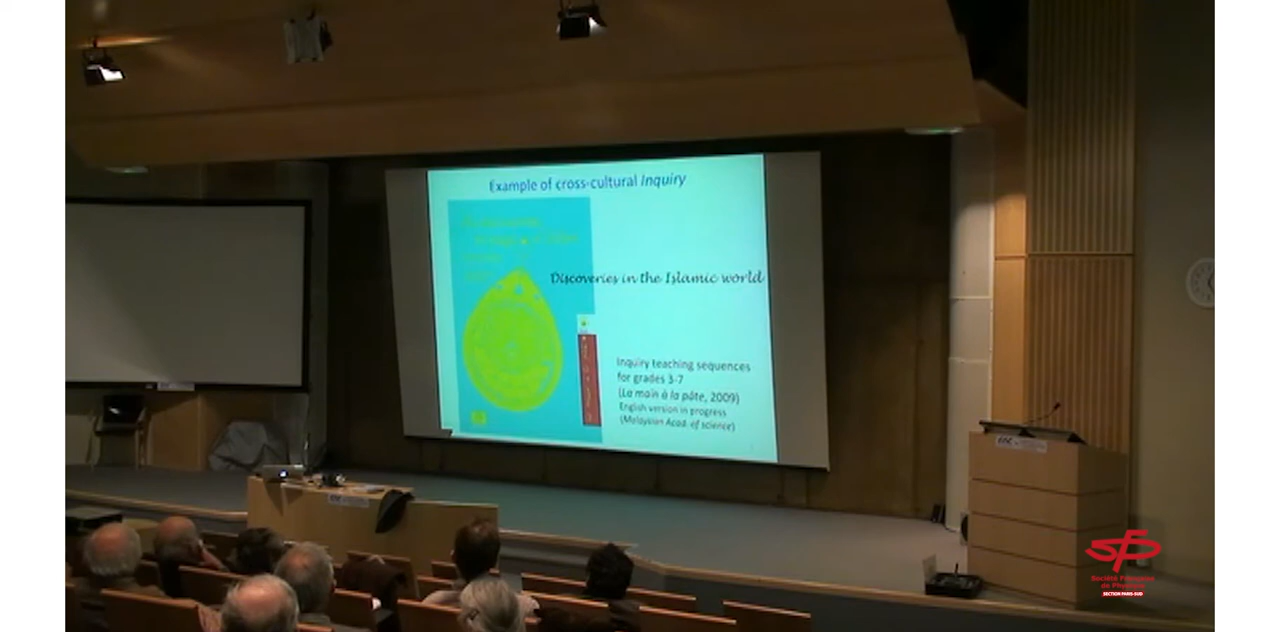 Example of cross-cultural Inquiry
Discoveries in the Islamic world
Inquiry teaching sequences
for grades 3-7
(La main à la pâte, 2009)
English version in progress
(Malaysian Acad. of science)
Société Française
de Physique
SECTION PARIS-SUD